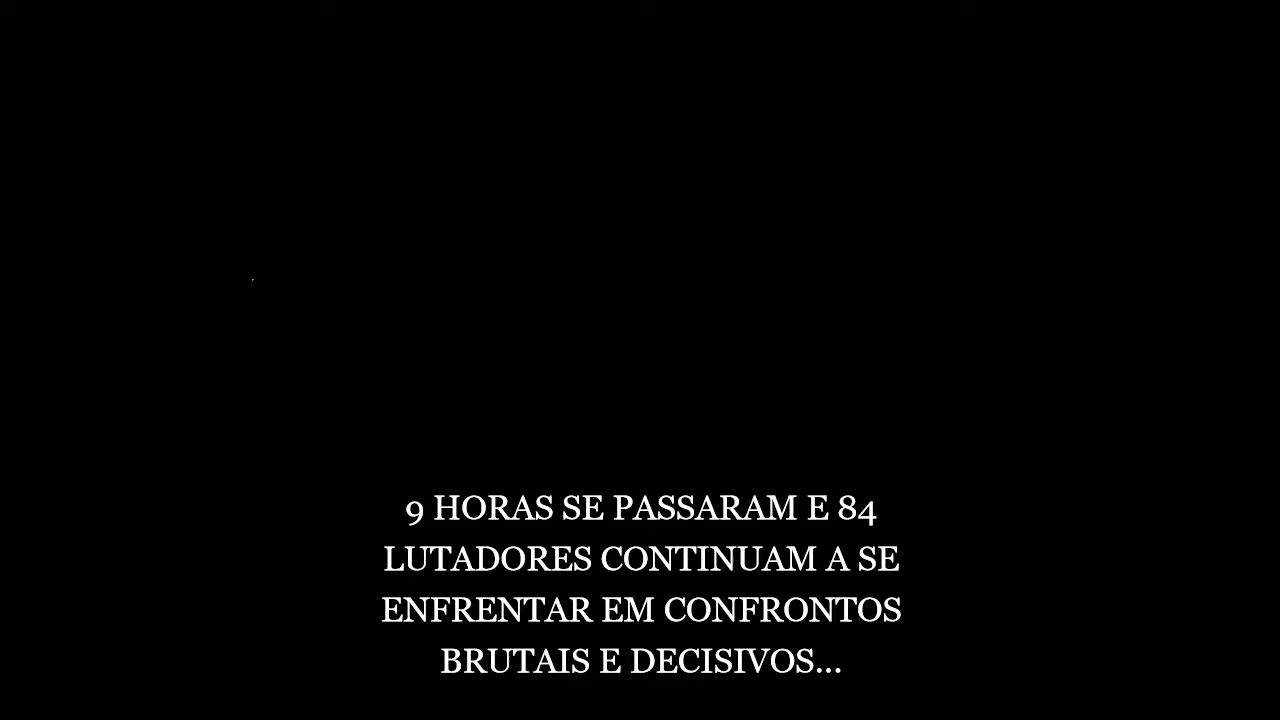 9 HORAS SE PASSARAM E 84
LUTADORES CONTINUAM A SE
ENFRENTAR EM CONFRONTOS
BRUTAIS E DECISIVOS...